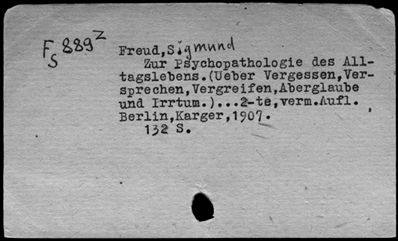 F 889z
S
Freud,Sigmund
Zur Psychopathologie des All-
tagslebens.(Ueber Vergessen,Ver-
sprechen,Vergreifen,Aberglaube
und Irrtum.)...2-te,verm.Aufl.
Berlin,Karger,1907.
132 S.